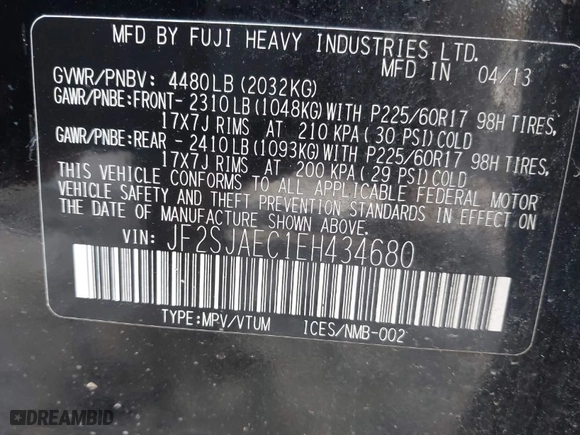 MFD BY FUJI HEAVY INDUSTRIES LTD.
MFD IN 04/13
GVWR/PNBV: 4480LB (2032KG)
GAWR/PNBE:FRONT- 2310 LB (1048KG) WITH P225/60R17 98H TIRES,
17X7J RIMS AT 210 KPA ( 30 PSI) COLD
GAWR/PNBE:REAR - 2410 LB (1093KG) WITH P225/60R17 98H TIRES,
17X7J RIMS AT 200 KPA ( 29 PSI) COLD
THIS VEHICLE CONFORMS TO ALL APPLICABLE FEDERAL MOTOR
VEHICLE SAFETY AND THEFT PREVENTION STANDARDS IN EFFECT ON
THE DATE OF MANUFACTURE SHOWN ABOVE.
VIN: JF2SJAEC1EH434680
TYPE:MPV/VTUM ICES/NMB-002
DREAMBID